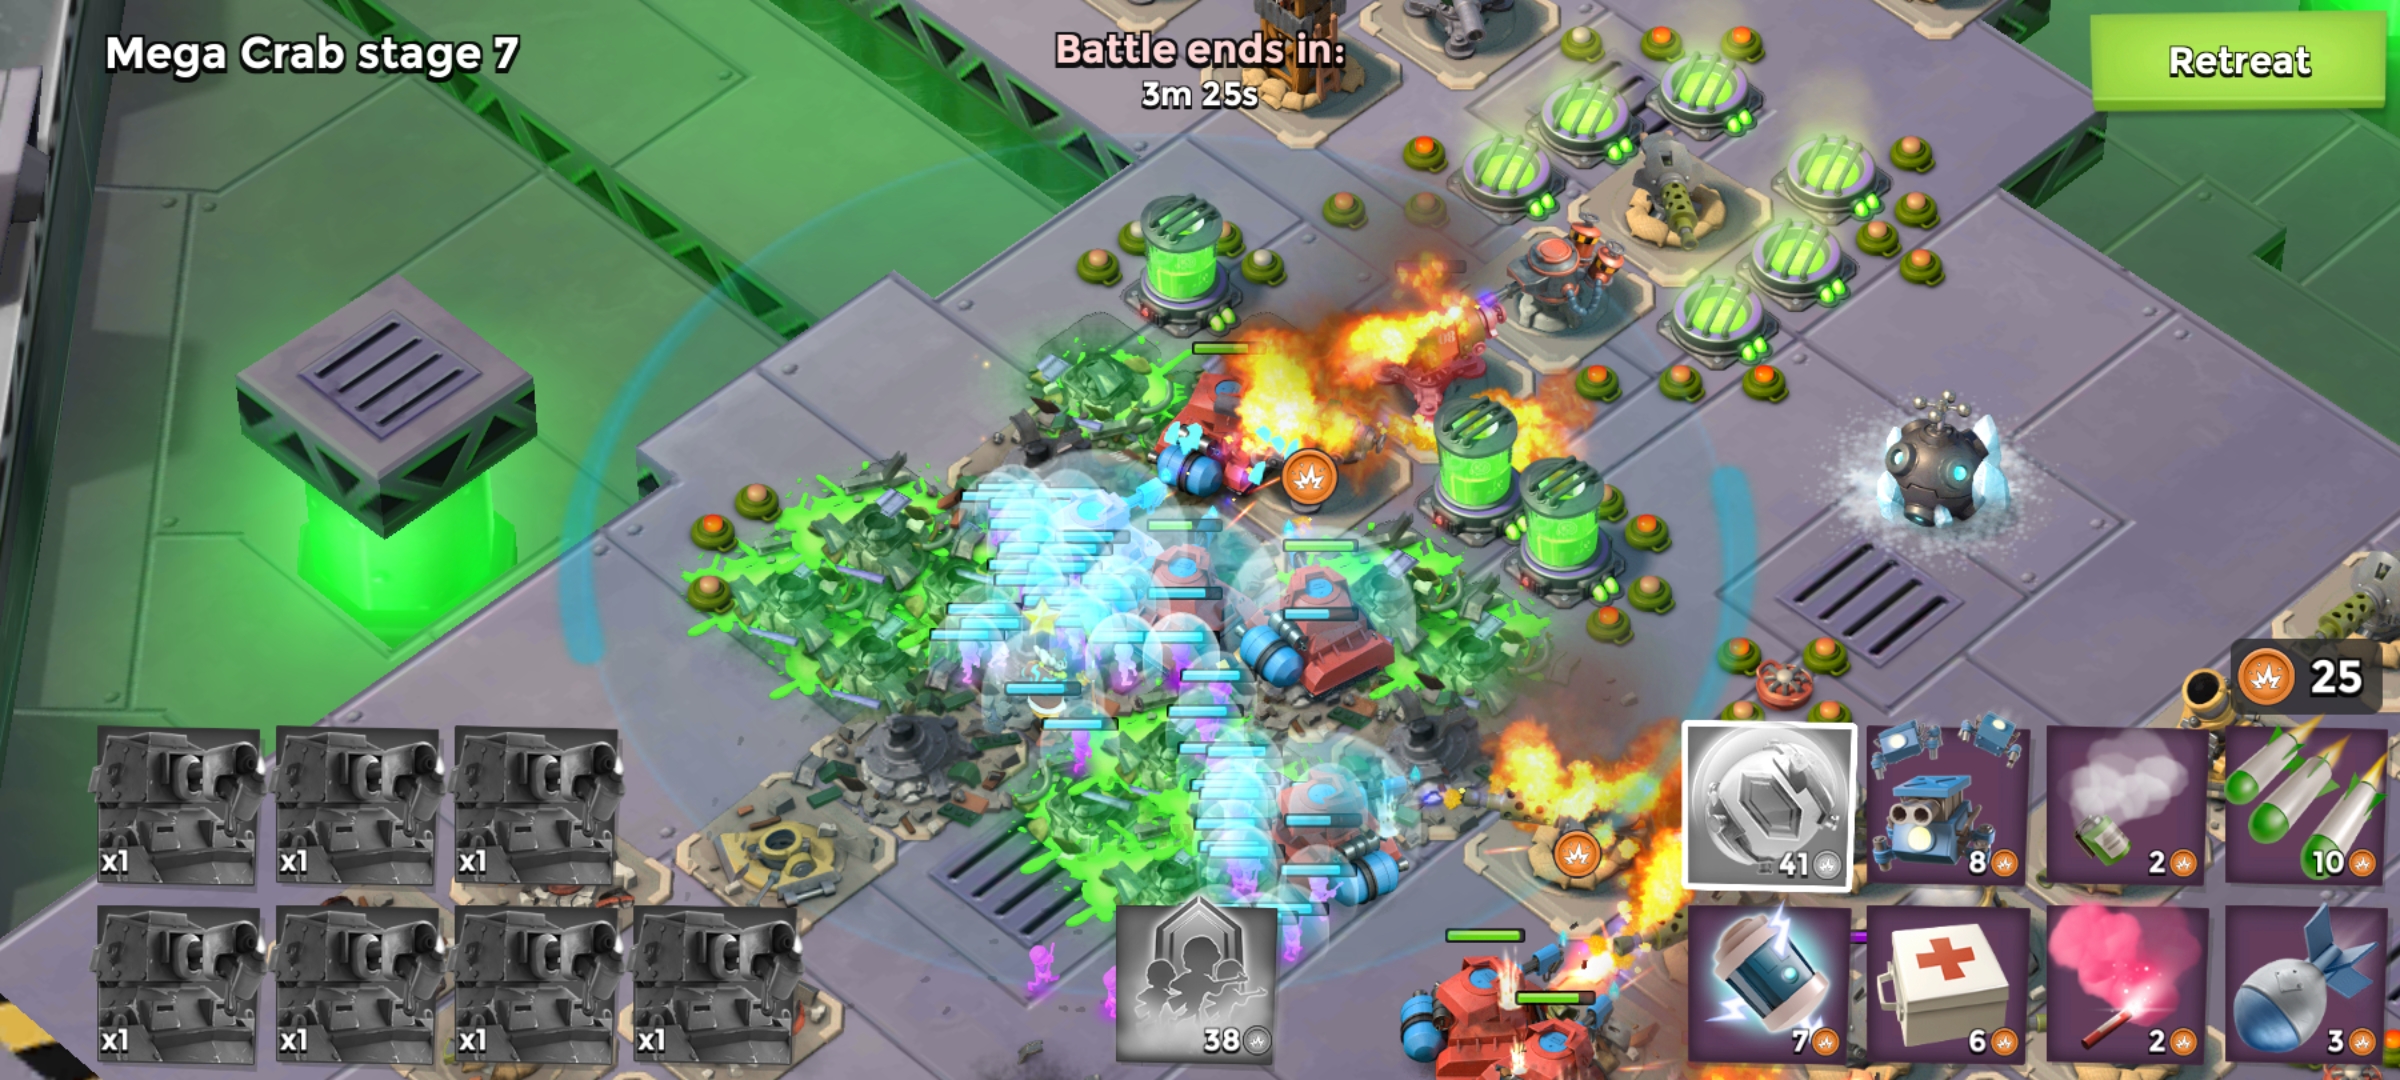 Mega Crab stage 7
Battle ends in:
3m 25s
Retreat
25
x1
x1
x1
41
8
2
10
x1
x1
x1
x1
38
7
6
2
3